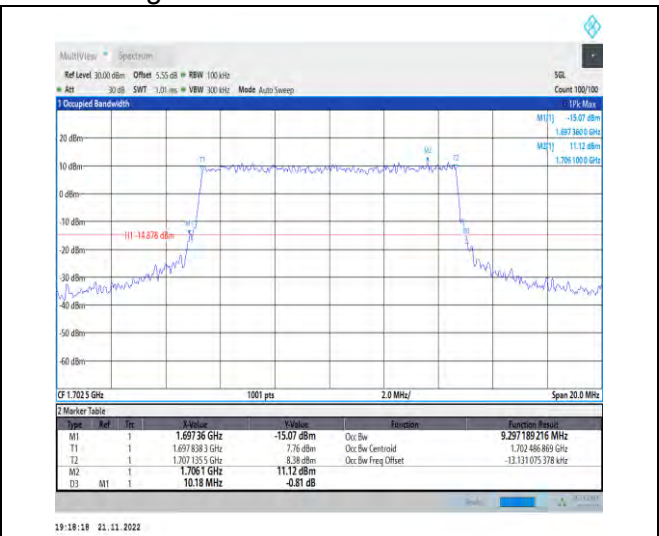 MultiView Spectrum
Ref Level 30.00 dBm Offset 5.55 dB RBW 100 kHz SGL
Att 30 dB SWT 1.01 ms VBW 300 kHz Mode Auto Sweep Count 100/100
1 Occupied Bandwidth 1Pk Max
M1[1] -15.07 dBm
1.697 3600 GHz
20 dBm M2[1] 11.12 dBm
1.706 1000 GHz
M2
T1 T2
10 dBm
0 dBm
-10 dBm
H1 -14.878 dBm
-20 dBm
-30 dBm
-40 dBm
-50 dBm
-60 dBm
CF 1.702 5 GHz 1001 pts 2.0 MHz/ Span 20.0 MHz
2 Marker Table
Type Ref Trc X-Value Y-Value Function Function Result
M1 1 1.697 36 GHz -15.07 dBm Occ Bw 9.297 189 216 MHz
T1 1 1.697 838 3 GHz 7.76 dBm Occ Bw Centroid 1.702 486 869 GHz
T2 1 1.707 135 5 GHz 8.38 dBm Occ Bw Freq Offset -13.131 075 378 kHz
M2 1 1.706 1 GHz 11.12 dBm
D3 M1 1 10.18 MHz -0.81 dB
19:18:18 21.11.2022